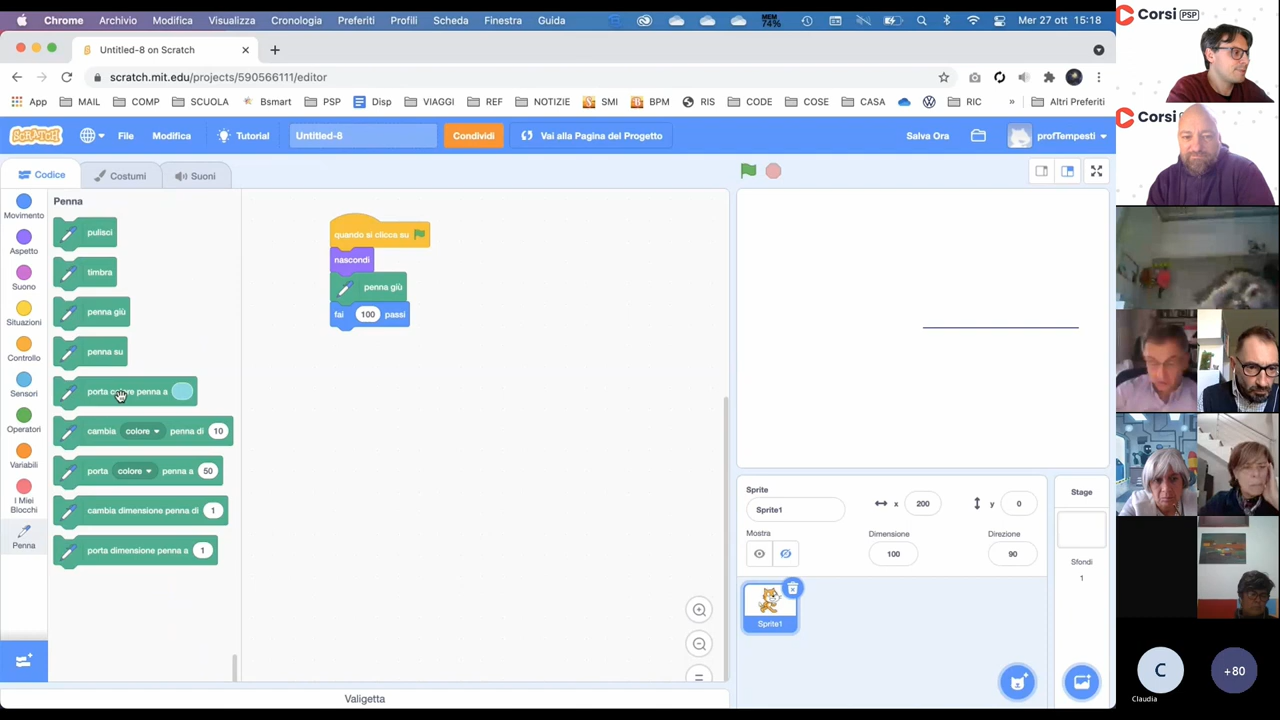 Chrome Archivio Modifica Visualizza Cronologia Preferiti Profili Scheda Finestra Guida MEM 74% Mer 27 ott 15:18
Untitled-8 on Scratch
scratch.mit.edu/projects/590566111/editor
App MAIL COMP SCUOLA Bsmart PSP Disp VIAGGI REF NOTIZIE SMI BPM RIS CODE COSE CASA RIC » Altri Preferiti
SCRATCH File Modifica Tutorial Untitled-8 Condividi Vai alla Pagina del Progetto Salva Ora profTempesti
Codice Costumi Suoni
Movimento
Aspetto
Suono
Situazioni
Controllo
Sensori
Operatori
Variabili
I Miei
Blocchi
Penna
Penna
pulisci
timbra
penna giù
penna su
porta colore penna a
cambia colore penna di 10
porta colore penna a 50
cambia dimensione penna di 1
porta dimensione penna a 1
quando si clicca su
nascondi
penna giù
fai 100 passi
Sprite
Sprite1 x 200 y 0
Mostra Dimensione Direzione
100 90
Sprite1
Stage
Sfondi
1
Valigetta
Corsi PSP
Corsi
C
Claudia
+80